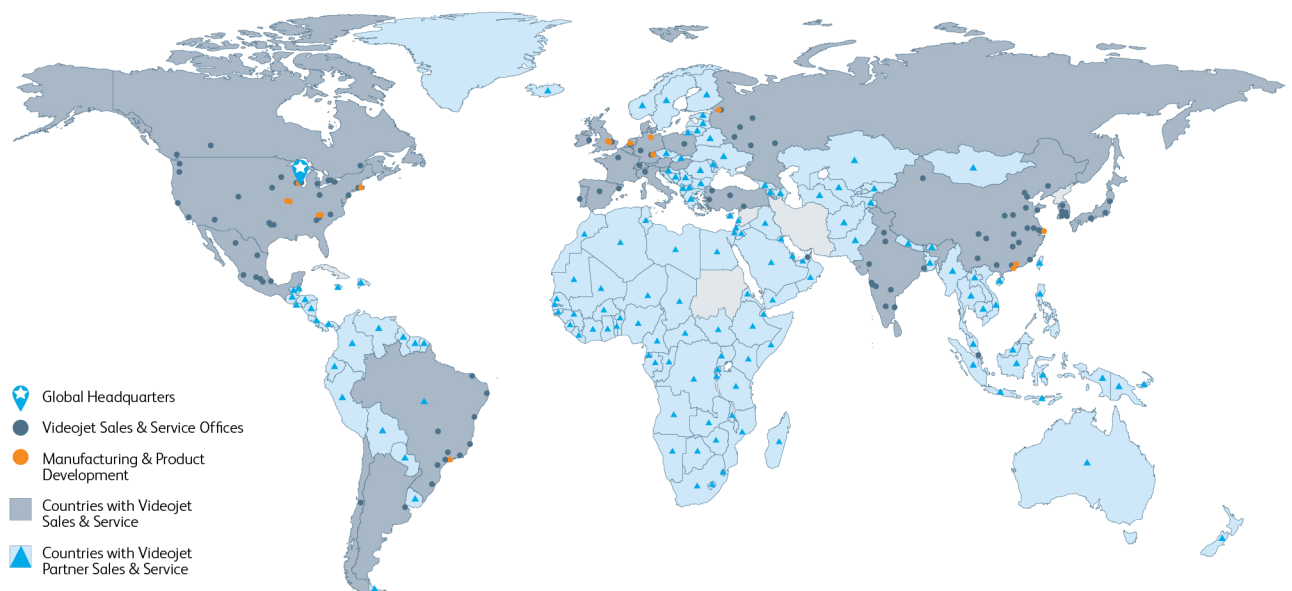 Global Headquarters
Videojet Sales & Service Offices
Manufacturing & Product
Development
Countries with Videojet
Sales & Service
Countries with Videojet
Partner Sales & Service